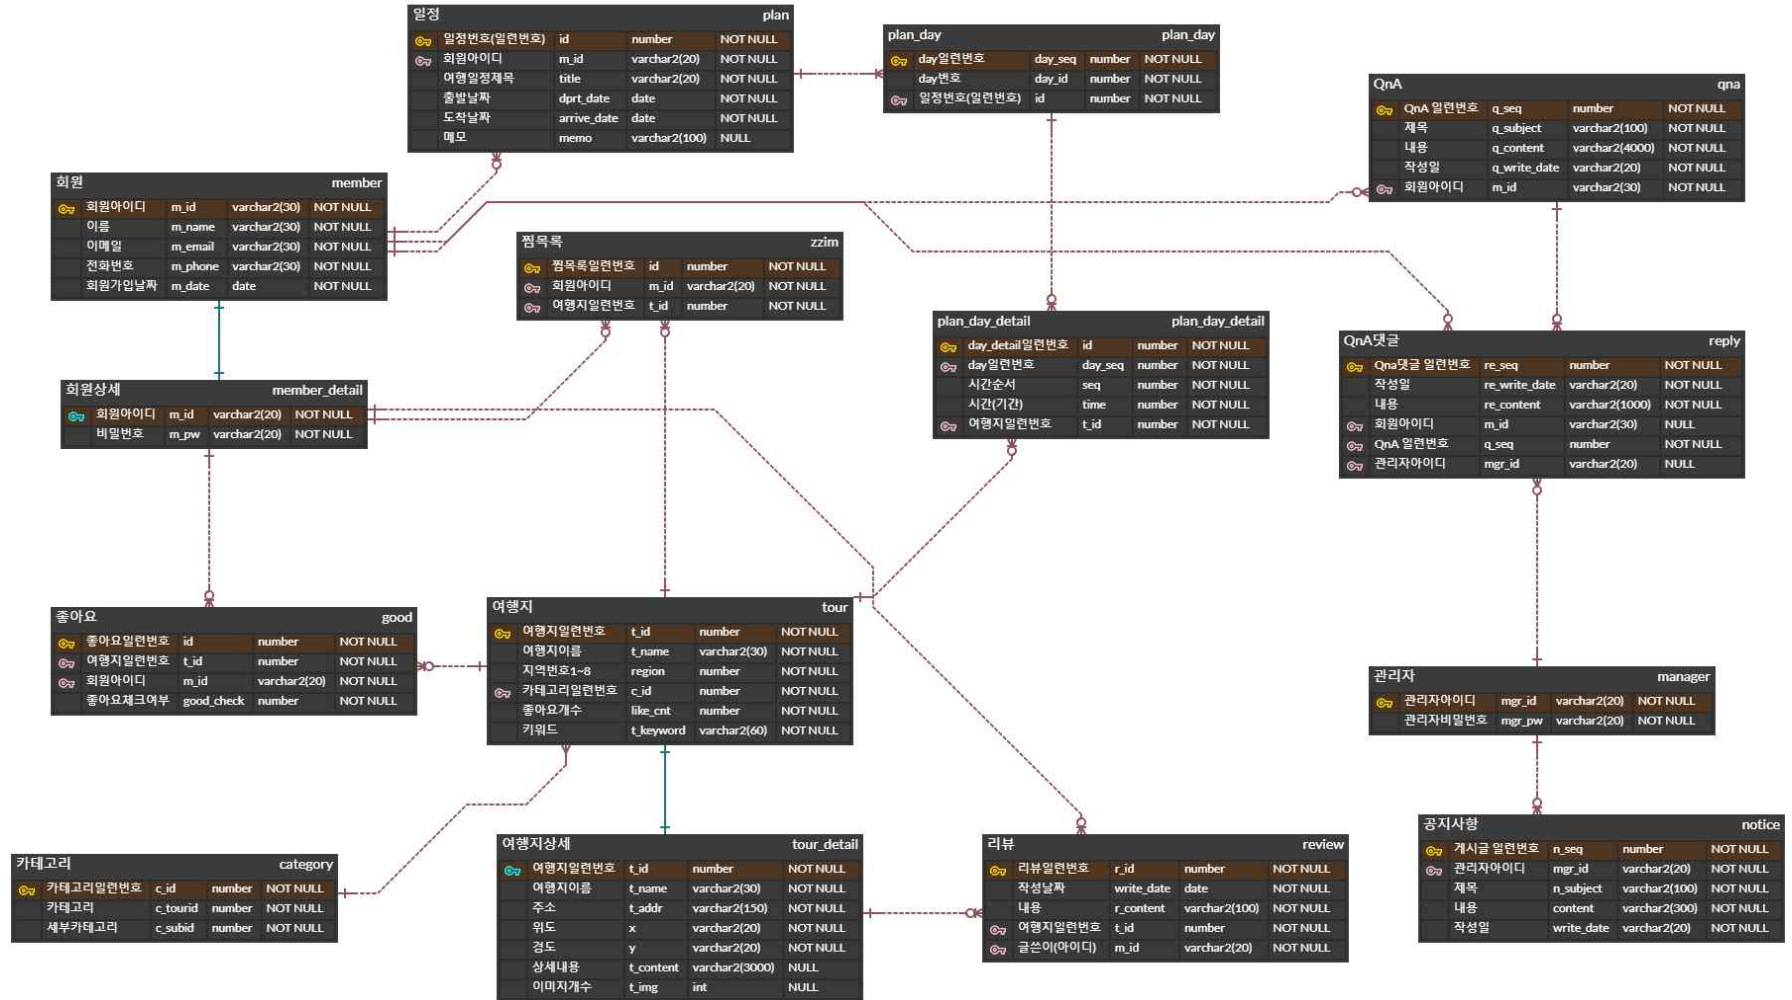 일정 plan
일정번호(일련번호) id number NOT NULL
회원아이디 m_id varchar2(20) NOT NULL
여행일정제목 title varchar2(20) NOT NULL
출발날짜 dprt_date date NOT NULL
도착날짜 arrive_date date NOT NULL
메모 memo varchar2(100) NULL
plan_day plan_day
day일련번호 day_seq number NOT NULL
day번호 day_id number NOT NULL
일정번호(일련번호) id number NOT NULL
QnA qna
QnA 일련번호 q_seq number NOT NULL
제목 q_subject varchar2(100) NOT NULL
내용 q_content varchar2(4000) NOT NULL
작성일 q_write_date varchar2(20) NOT NULL
회원아이디 m_id varchar2(30) NOT NULL
회원 member
회원아이디 m_id varchar2(30) NOT NULL
이름 m_name varchar2(30) NOT NULL
이메일 m_email varchar2(30) NOT NULL
전화번호 m_phone varchar2(30) NOT NULL
회원가입날짜 m_date date NOT NULL
찜목록 zzim
찜목록일련번호 id number NOT NULL
회원아이디 m_id varchar2(20) NOT NULL
여행지일련번호 t_id number NOT NULL
plan_day_detail plan_day_detail
day_detail일련번호 id number NOT NULL
day일련번호 day_seq number NOT NULL
시간순서 seq number NOT NULL
시간(기간) time number NOT NULL
여행지일련번호 t_id number NOT NULL
QnA댓글 reply
Qna댓글 일련번호 re_seq number NOT NULL
작성일 re_write_date varchar2(20) NOT NULL
내용 re_content varchar2(1000) NOT NULL
회원아이디 m_id varchar2(30) NULL
QnA 일련번호 q_seq number NOT NULL
관리자아이디 mgr_id varchar2(20) NULL
회원상세 member_detail
회원아이디 m_id varchar2(20) NOT NULL
비밀번호 m_pw varchar2(20) NOT NULL
좋아요 good
좋아요일련번호 id number NOT NULL
여행지일련번호 t_id number NOT NULL
회원아이디 m_id varchar2(20) NOT NULL
좋아요체크여부 good_check number NOT NULL
여행지 tour
여행지일련번호 t_id number NOT NULL
여행지이름 t_name varchar2(30) NOT NULL
지역번호1~8 region number NOT NULL
카테고리일련번호 c_id number NOT NULL
좋아요개수 like_cnt number NOT NULL
키워드 t_keyword varchar2(60) NOT NULL
관리자 manager
관리자아이디 mgr_id varchar2(20) NOT NULL
관리자비밀번호 mgr_pw varchar2(20) NOT NULL
카테고리 category
카테고리일련번호 c_id number NOT NULL
카테고리 c_tourid number NOT NULL
세부카테고리 c_subid number NOT NULL
여행지상세 tour_detail
여행지일련번호 t_id number NOT NULL
여행지이름 t_name varchar2(30) NOT NULL
주소 t_addr varchar2(150) NOT NULL
위도 x varchar2(20) NOT NULL
경도 y varchar2(20) NOT NULL
상세내용 t_content varchar2(3000) NULL
이미지개수 t_img int NULL
리뷰 review
리뷰일련번호 r_id number NOT NULL
작성날짜 write_date date NOT NULL
내용 r_content varchar2(100) NOT NULL
여행지일련번호 t_id number NOT NULL
글쓴이(아이디) m_id varchar2(20) NOT NULL
공지사항 notice
게시글 일련번호 n_seq number NOT NULL
관리자아이디 mgr_id varchar2(20) NOT NULL
제목 n_subject varchar2(100) NOT NULL
내용 content varchar2(300) NOT NULL
작성일 write_date varchar2(20) NOT NULL